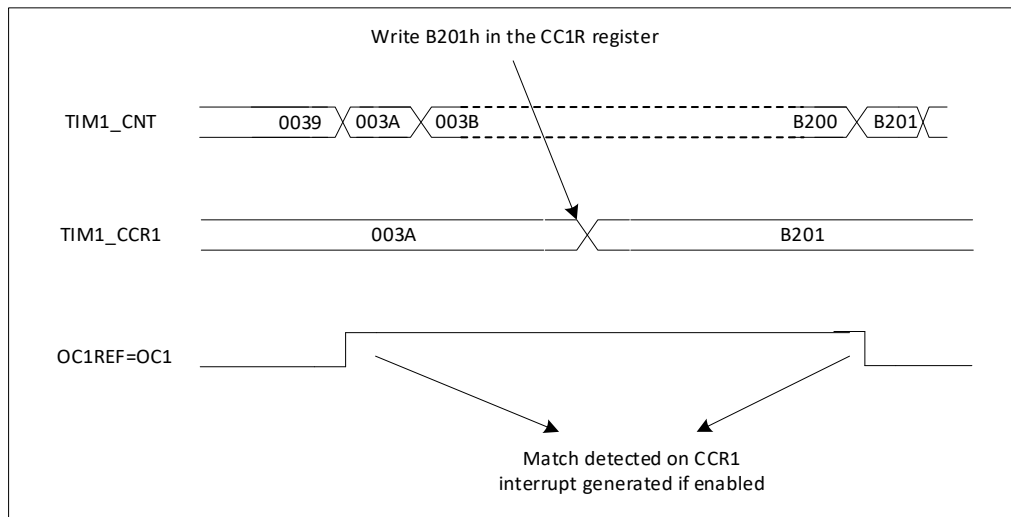 Write B201h in the CC1R register
TIM1_CNT 0039 003A 003B B200 B201
TIM1_CCR1 003A B201
OC1REF=OC1
Match detected on CCR1
interrupt generated if enabled